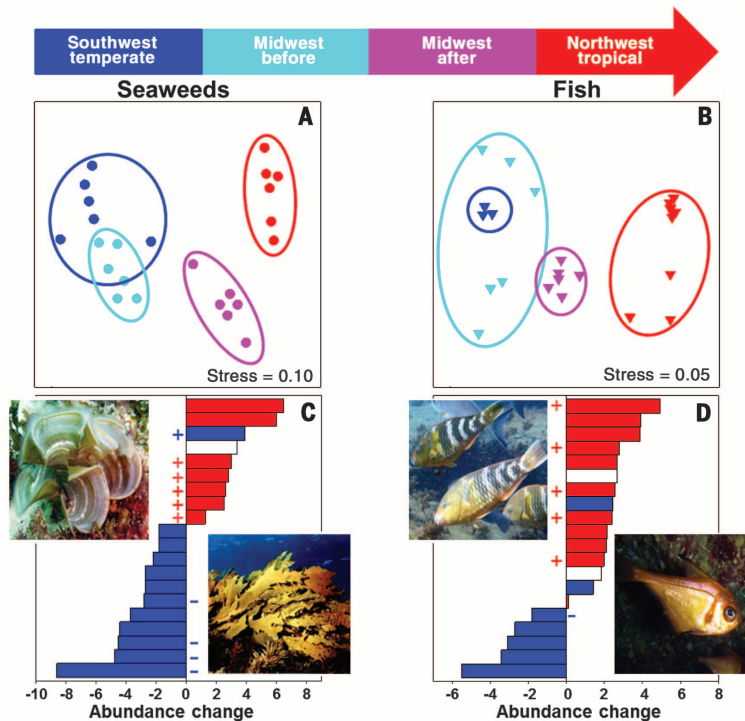 Southwest
temperate
Midwest
before
Midwest
after
Northwest
tropical
Seaweeds
Fish
A
B
Stress = 0.10
Stress = 0.05
C
D
+
+
+
+
+
+
-
-
-
-
+
+
+
+
+
-
-10 -8 -6 -4 -2 0 2 4 6 8
-6 -4 -2 0 2 4 6 8
Abundance change
Abundance change